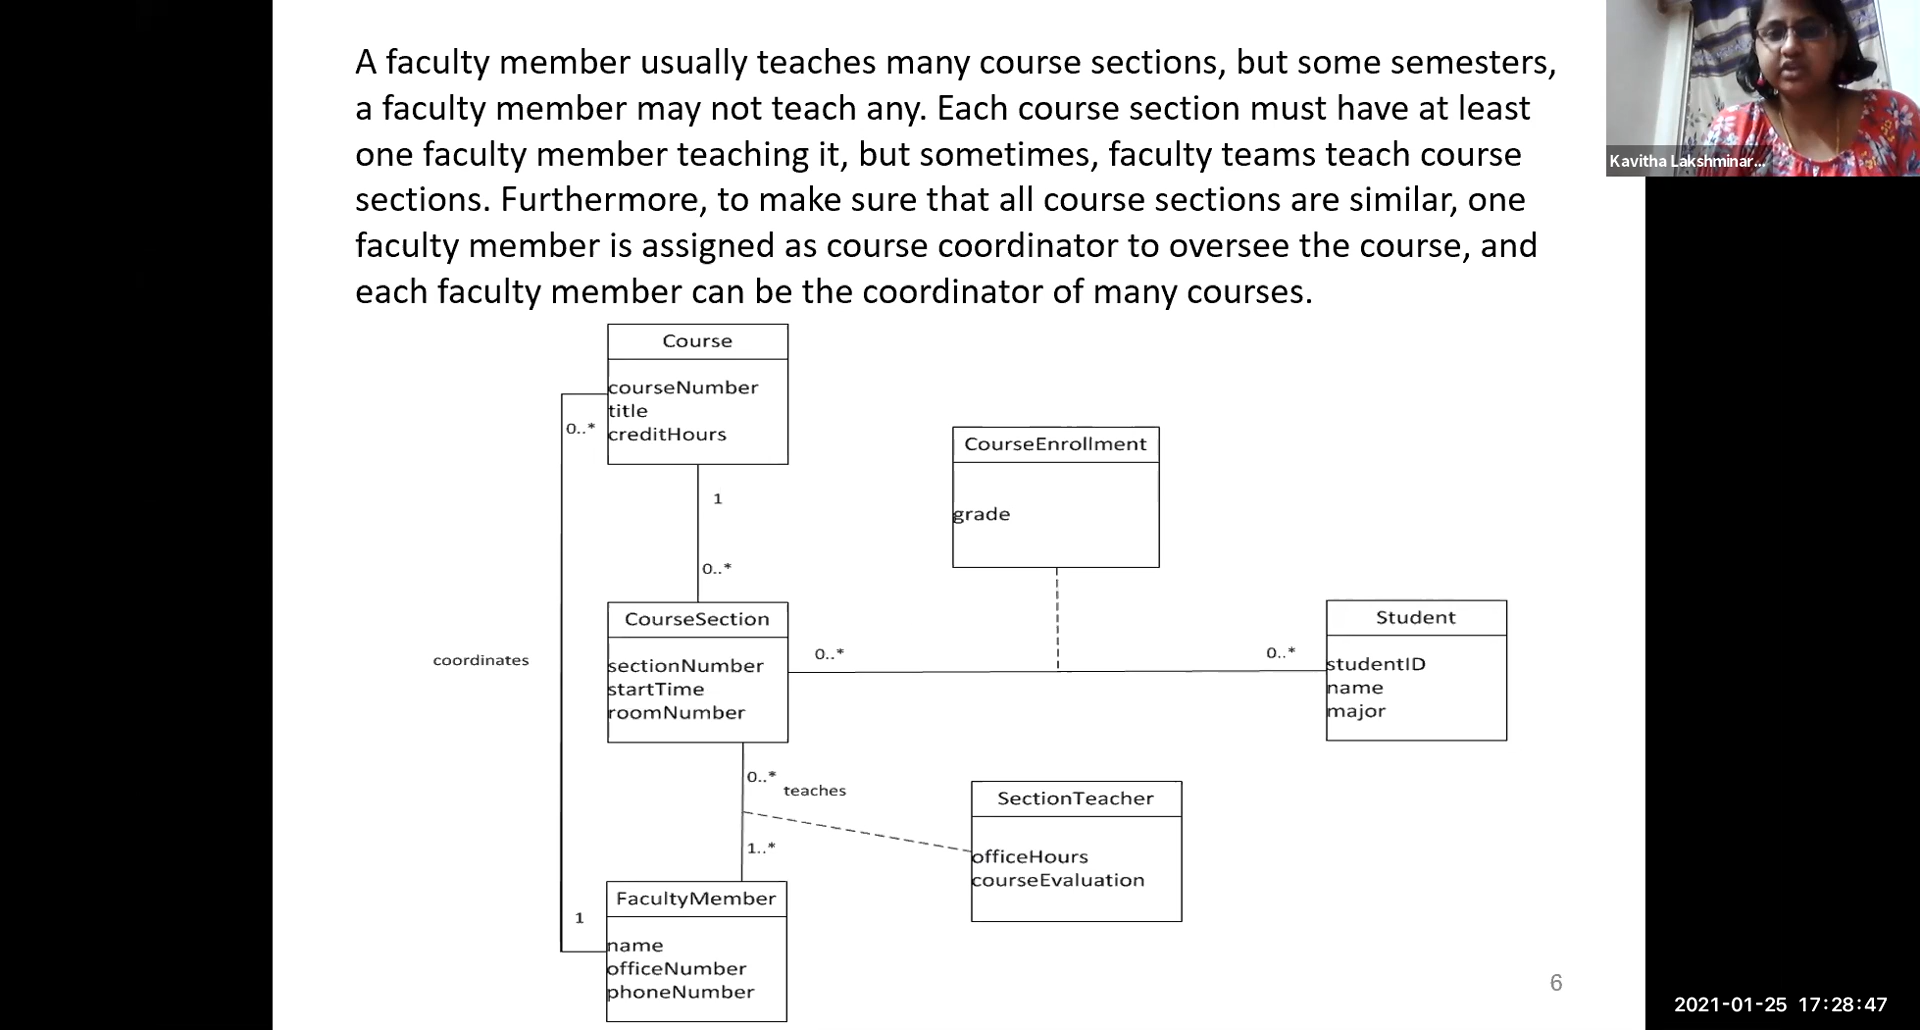 A faculty member usually teaches many course sections, but some semesters,
a faculty member may not teach any. Each course section must have at least
one faculty member teaching it, but sometimes, faculty teams teach course
sections. Furthermore, to make sure that all course sections are similar, one
faculty member is assigned as course coordinator to oversee the course, and
each faculty member can be the coordinator of many courses.
Kavitha Lakshminar...
Course
courseNumber
title
creditHours
0..*
1
0..*
CourseEnrollment
grade
coordinates
CourseSection
sectionNumber
startTime
roomNumber
0..*
0..*
Student
studentID
name
major
0..*
teaches
1..*
SectionTeacher
officeHours
courseEvaluation
1
FacultyMember
name
officeNumber
phoneNumber
6
2021-01-25 17:28:47